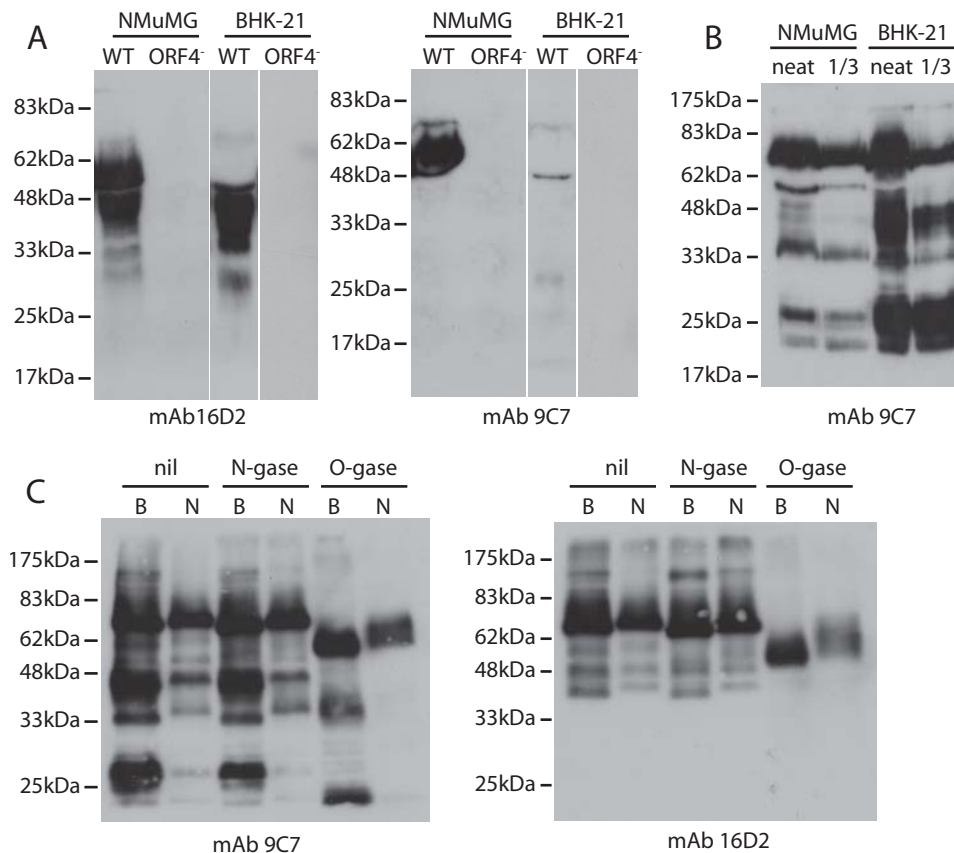 A
NMuMG BHK-21
WT ORF4- WT ORF4-
83kDa
62kDa
48kDa
33kDa
25kDa
17kDa
mAb16D2
NMuMG BHK-21
WT ORF4- WT ORF4-
83kDa
62kDa
48kDa
33kDa
25kDa
17kDa
mAb 9C7
B
NMuMG BHK-21
neat 1/3 neat 1/3
175kDa
83kDa
62kDa
48kDa
33kDa
25kDa
17kDa
mAb 9C7
C
nil N-gase O-gase
B N B N B N
175kDa
83kDa
62kDa
48kDa
33kDa
25kDa
mAb 9C7
nil N-gase O-gase
B N B N B N
175kDa
83kDa
62kDa
48kDa
33kDa
25kDa
mAb 16D2